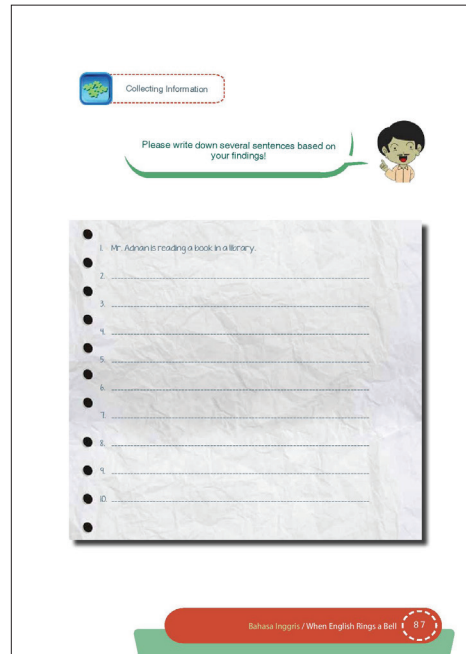 Collecting Information
Please write down several sentences based on
your findings!
1. Mr. Adnan is reading a book in a library.
2.
3.
4.
5.
6.
7.
8.
9.
10.
Bahasa Inggris / When English Rings a Bell 87